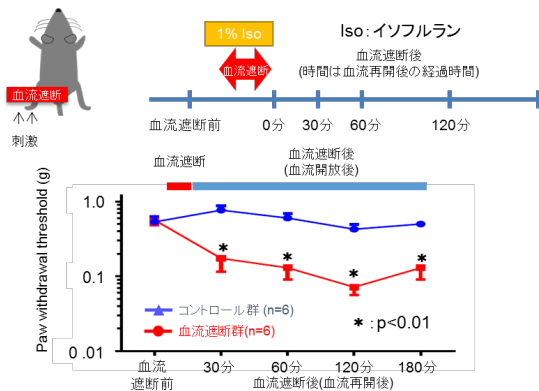 1% Iso
Iso：イソフルラン
血流遮断
血流遮断後
(時間は血流再開後の経過時間)
血流遮断
刺激
血流遮断前
0分
30分
60分
120分
血流遮断
血流遮断後
(血流開放後)
Paw withdrawal threshold (g)
1.0
0.1
0.01
*
*
*
*
コントロール群 (n=6)
血流遮断群(n=6)
* : p<0.01
血流
遮断前
30分
60分
120分
180分
血流遮断後(血流再開後)